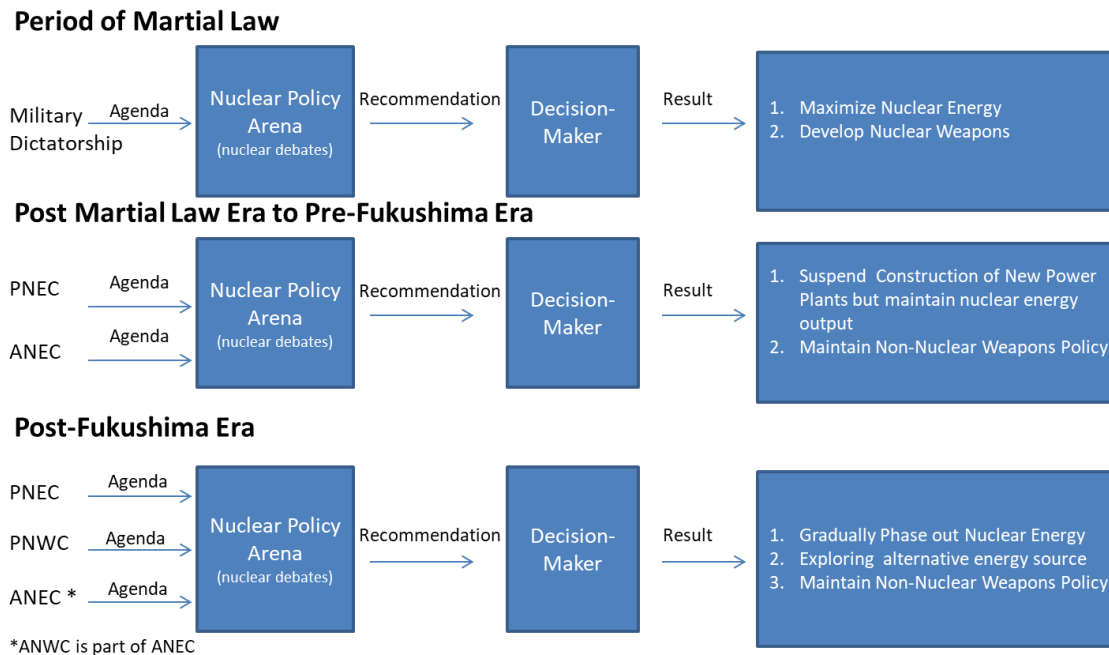 Period of Martial Law
Military
Dictatorship
Agenda
Nuclear Policy
Arena
(nuclear debates)
Recommendation
Decision-
Maker
Result
1. Maximize Nuclear Energy
2. Develop Nuclear Weapons
Post Martial Law Era to Pre-Fukushima Era
PNEC
Agenda
ANEC
Agenda
Nuclear Policy
Arena
(nuclear debates)
Recommendation
Decision-
Maker
Result
1. Suspend Construction of New Power
Plants but maintain nuclear energy
output
2. Maintain Non-Nuclear Weapons Policy
Post-Fukushima Era
PNEC
Agenda
PNWC
Agenda
ANEC *
Agenda
Nuclear Policy
Arena
(nuclear debates)
Recommendation
Decision-
Maker
Result
1. Gradually Phase out Nuclear Energy
2. Exploring alternative energy source
3. Maintain Non-Nuclear Weapons Policy
*ANWC is part of ANEC